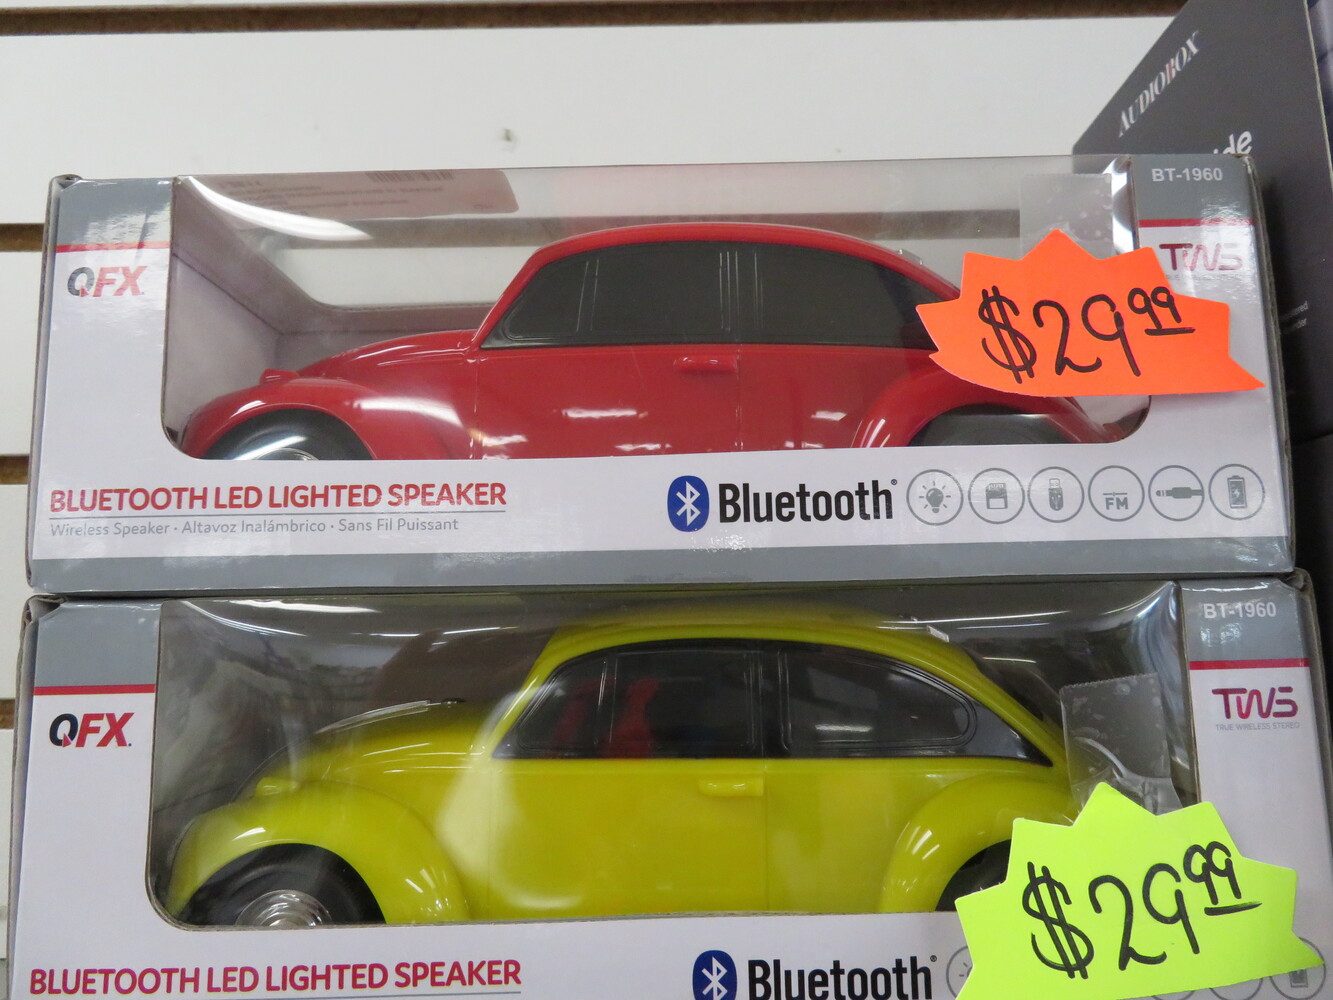 AUDIOBOX
BT-1960
QFX
TWS
$29.99
BLUETOOTH LED LIGHTED SPEAKER
Wireless Speaker · Altavoz Inalámbrico · Sans Fil Puissant
Bluetooth
FM
BT-1960
QFX
TWS
TRUE WIRELESS STEREO
$29.99
BLUETOOTH LED LIGHTED SPEAKER
Bluetooth